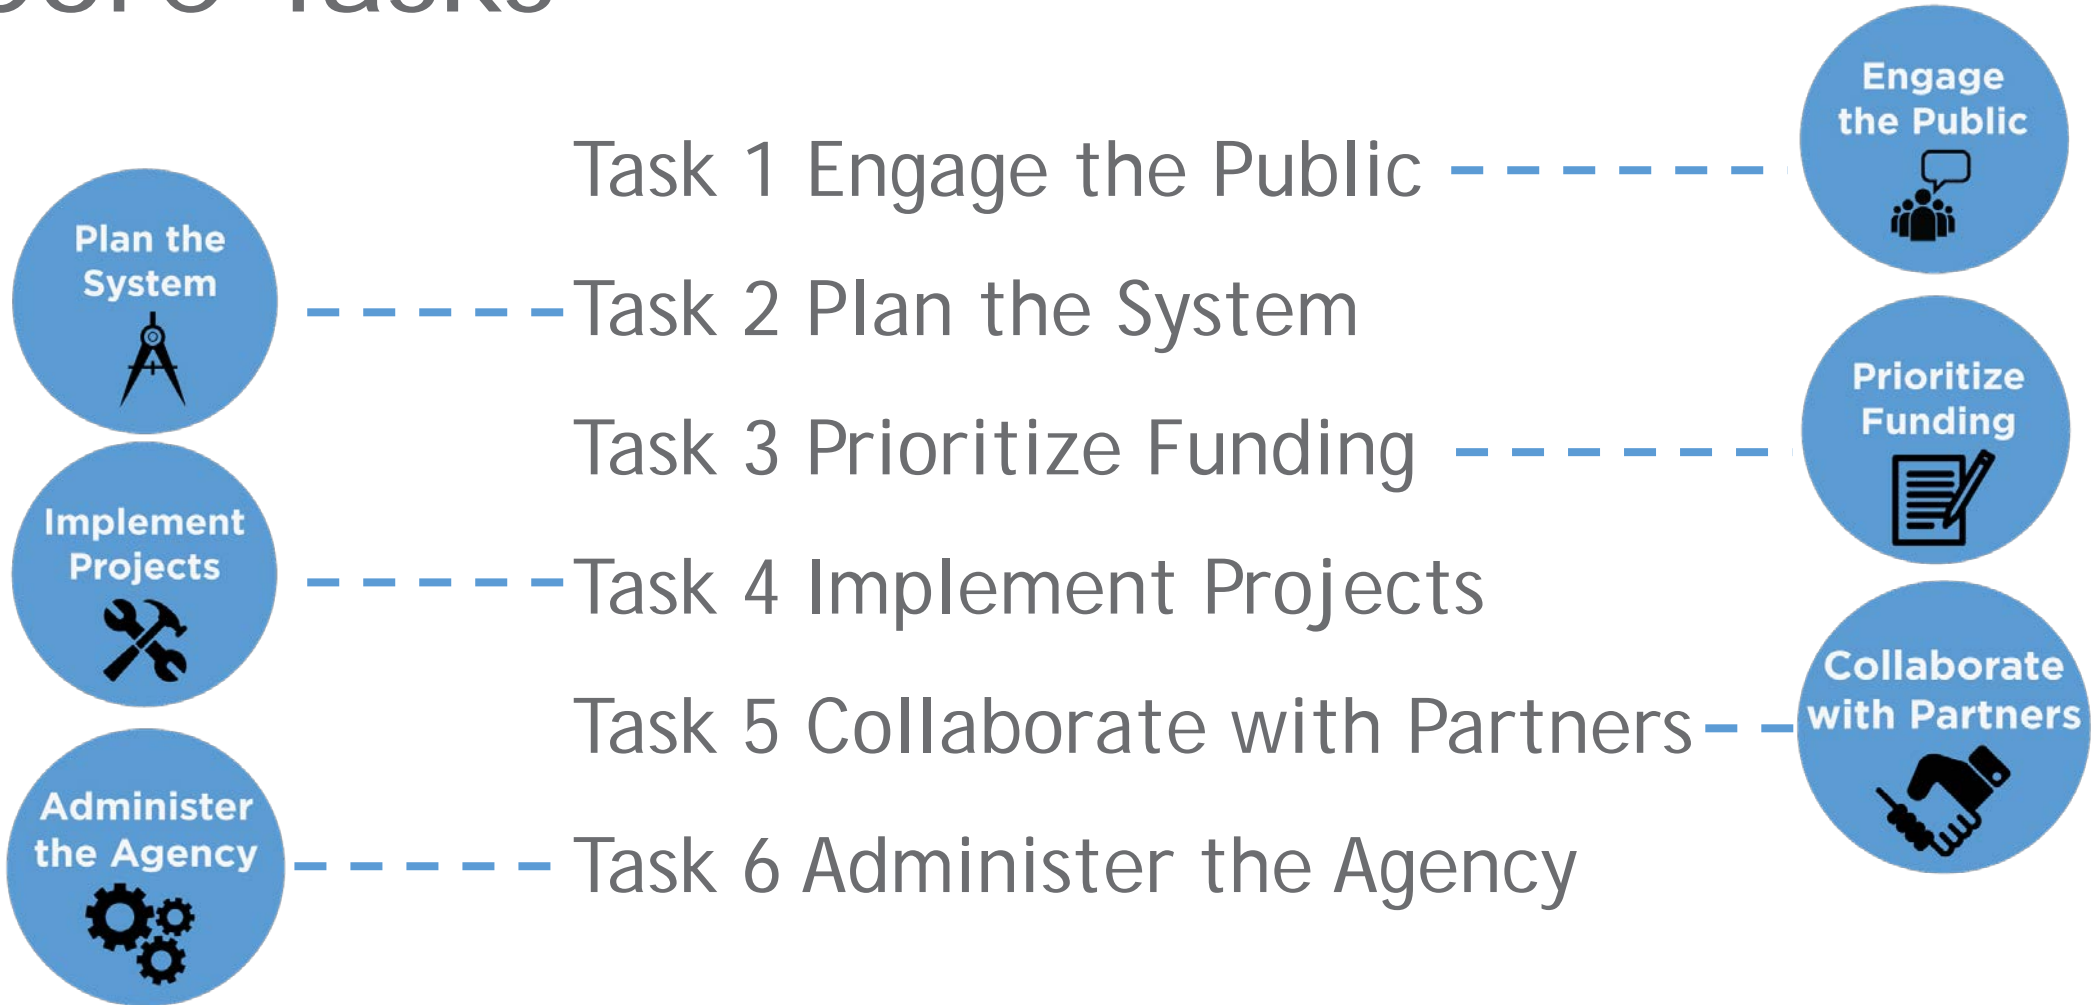 Tasks
Engage
the Public
Task 1 Engage the Public
Plan the
System
Task 2 Plan the System
Prioritize
Funding
Task 3 Prioritize Funding
Implement
Projects
Task 4 Implement Projects
Collaborate
with Partners
Task 5 Collaborate with Partners
Administer
the Agency
Task 6 Administer the Agency